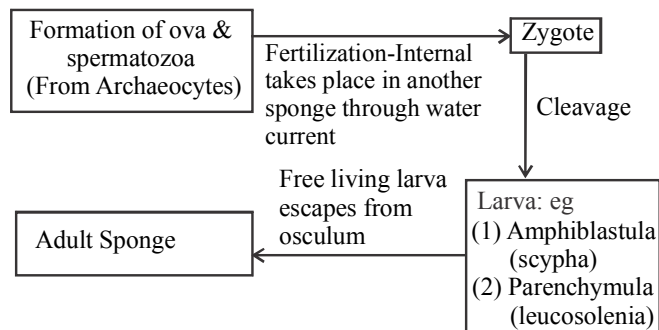 Formation of ova &
spermatozoa
(From Archaeocytes)
Fertilization-Internal
takes place in another
sponge through water
current
Zygote
Cleavage
Larva: eg
(1) Amphiblastula
(scypha)
(2) Parenchymula
(leucosolenia)
Free living larva
escapes from
osculum
Adult Sponge